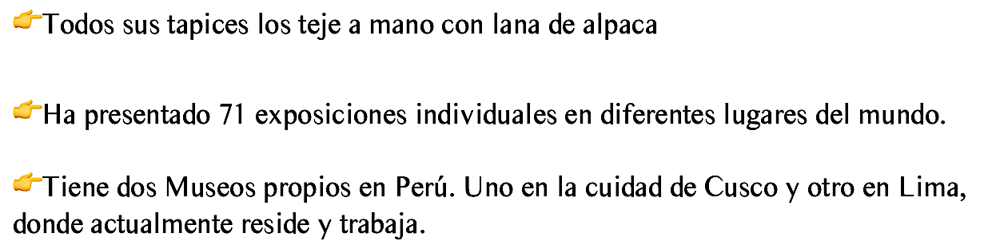 👉Todos sus tapices los teje a mano con lana de alpaca
👉Ha presentado 71 exposiciones individuales en diferentes lugares del mundo.
👉Tiene dos Museos propios en Perú. Uno en la cuidad de Cusco y otro en Lima,
donde actualmente reside y trabaja.